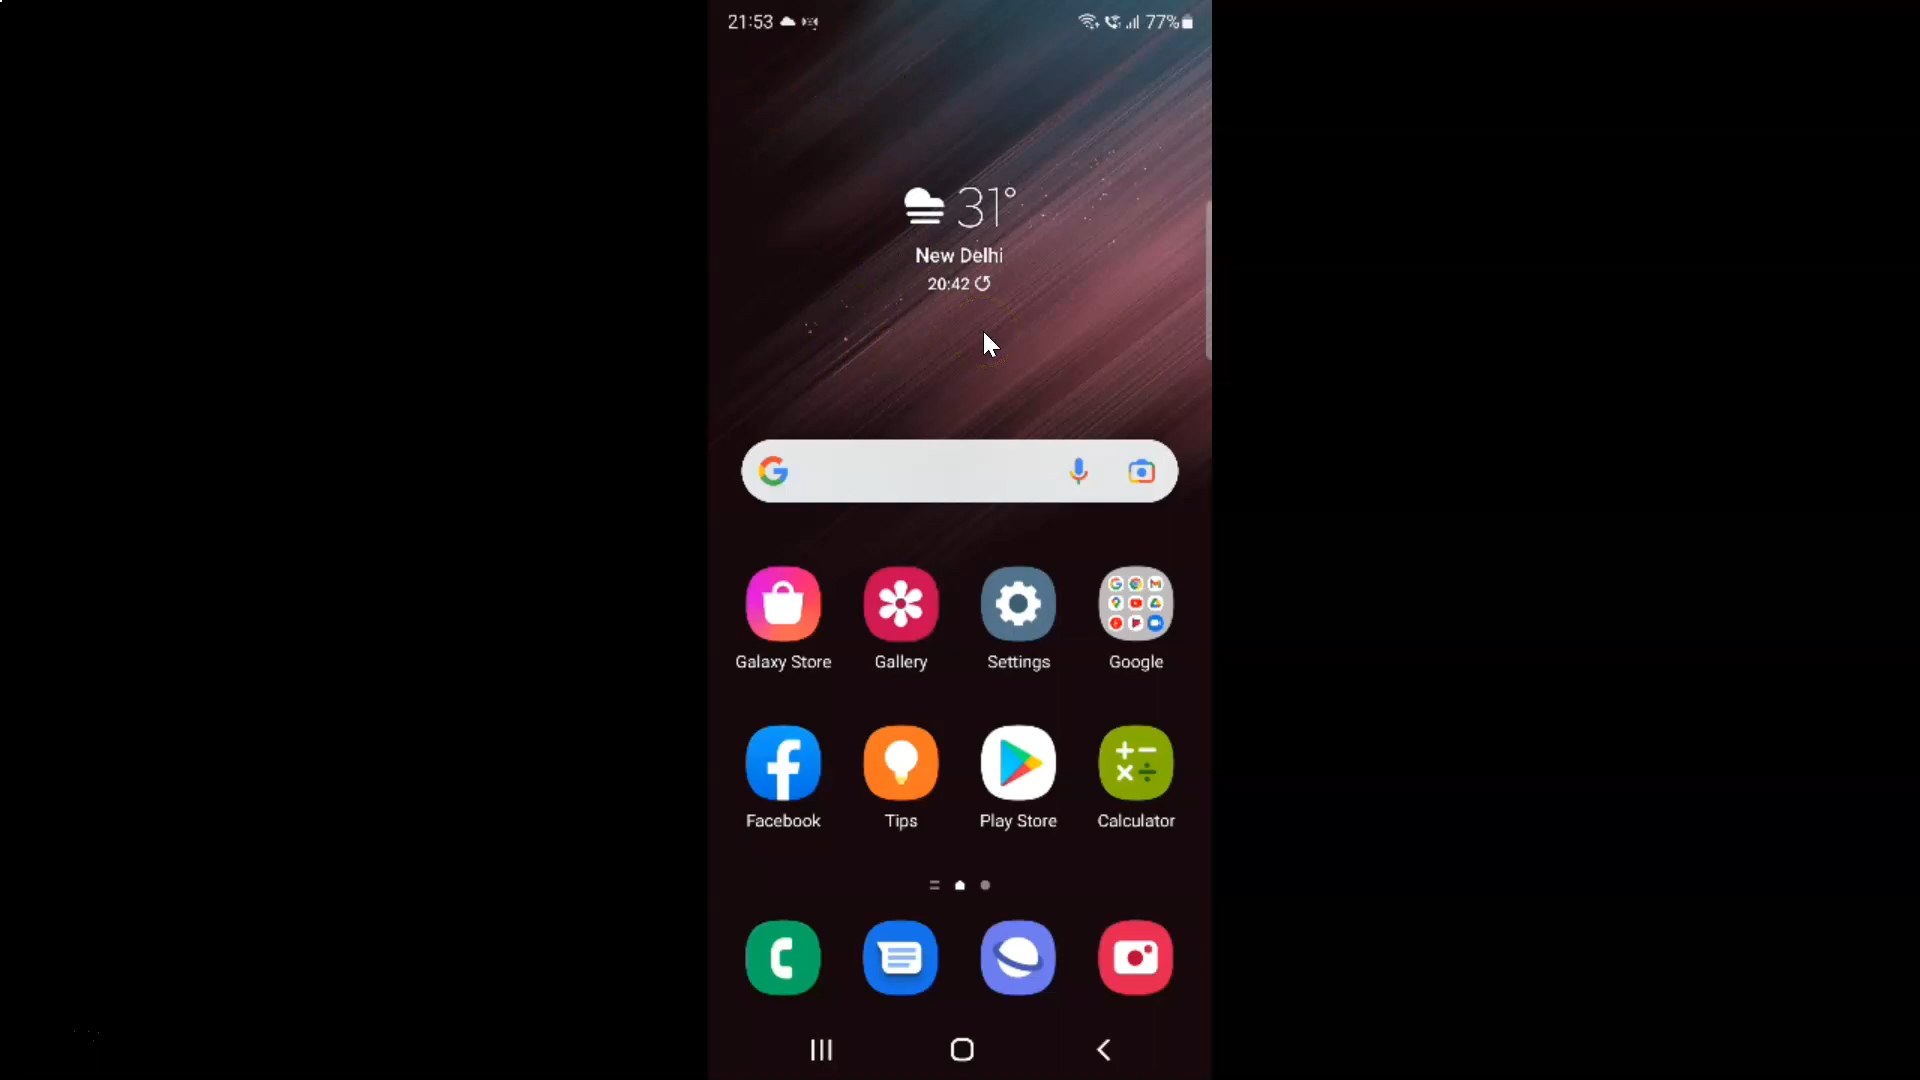 21:53
77%
31°
New Delhi
20:42
Galaxy Store
Gallery
Settings
Google
Facebook
Tips
Play Store
Calculator